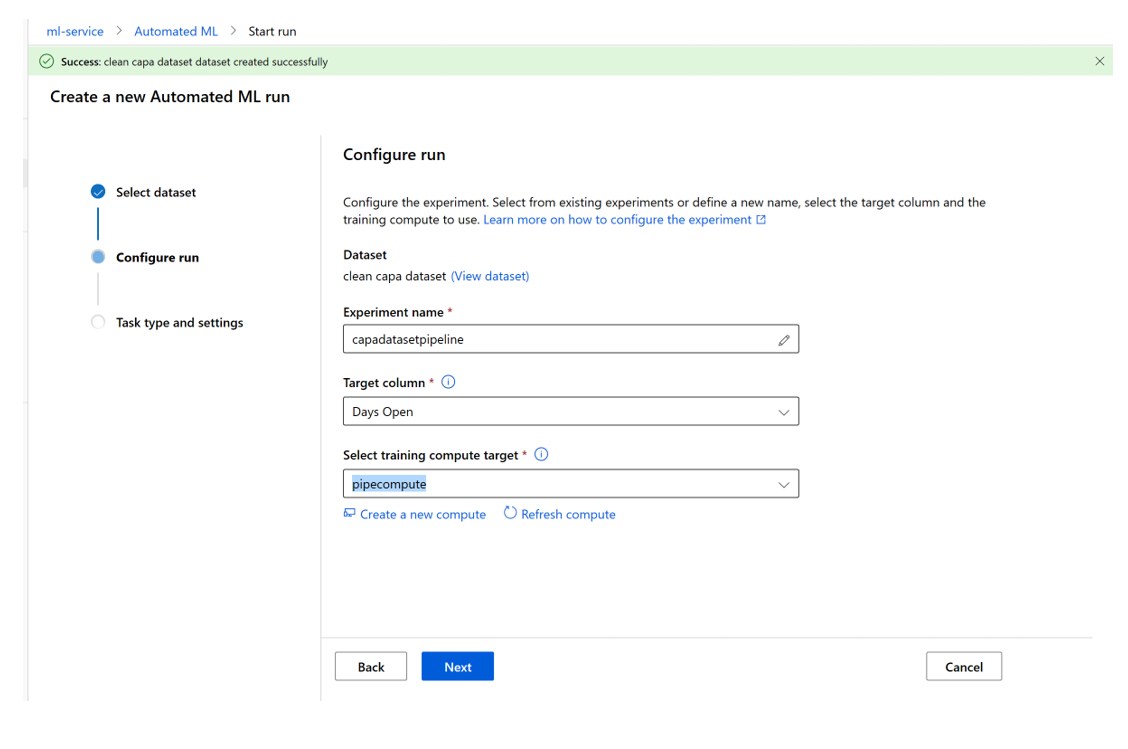 ml-service > Automated ML > Start run
Success: clean capa dataset dataset created successfully
Create a new Automated ML run
Select dataset
Configure run
Task type and settings
Configure run
Configure the experiment. Select from existing experiments or define a new name, select the target column and the
training compute to use. Learn more on how to configure the experiment
Dataset
clean capa dataset (View dataset)
Experiment name *
capadatasetpipeline
Target column *
Days Open
Select training compute target *
pipecompute
Create a new compute Refresh compute
Back Next Cancel